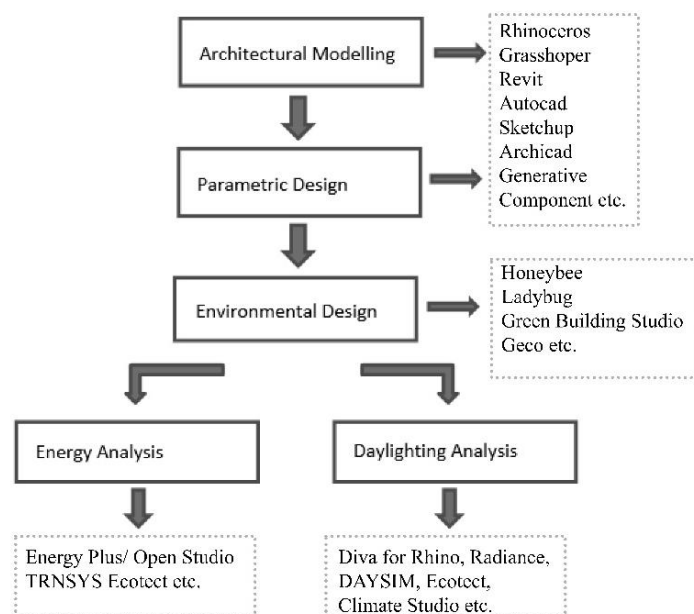 Architectural Modelling
Rhinoceros
Grasshoper
Revit
Autocad
Sketchup
Archicad
Generative
Component etc.
Parametric Design
Environmental Design
Honeybee
Ladybug
Green Building Studio
Geco etc.
Energy Analysis
Daylighting Analysis
Energy Plus/ Open Studio
TRNSYS Ecotect etc.
Diva for Rhino, Radiance,
DAYSIM, Ecotect,
Climate Studio etc.